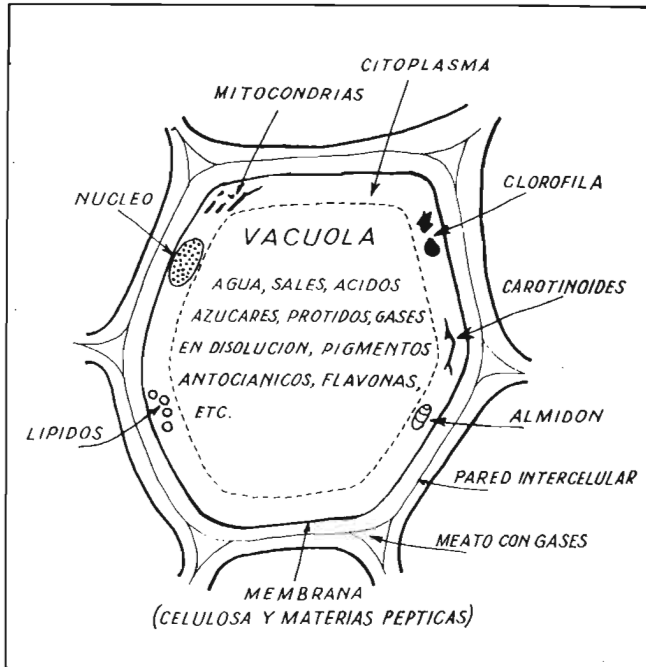 CITOPLASMA
MITOCONDRIAS
CLOROFILA
NUCLEO
VACUOLA
CAROTINOIDES
AGUA, SALES, ACIDOS
AZUCARES, PROTIDOS, GASES
EN DISOLUCION, PIGMENTOS
ANTOCIANICOS, FLAVONAS,
ETC.
ALMIDON
LIPIDOS
PARED INTERCELULAR
MEATO CON GASES
MEMBRANA
(CELULOSA Y MATERIAS PEPTICAS)